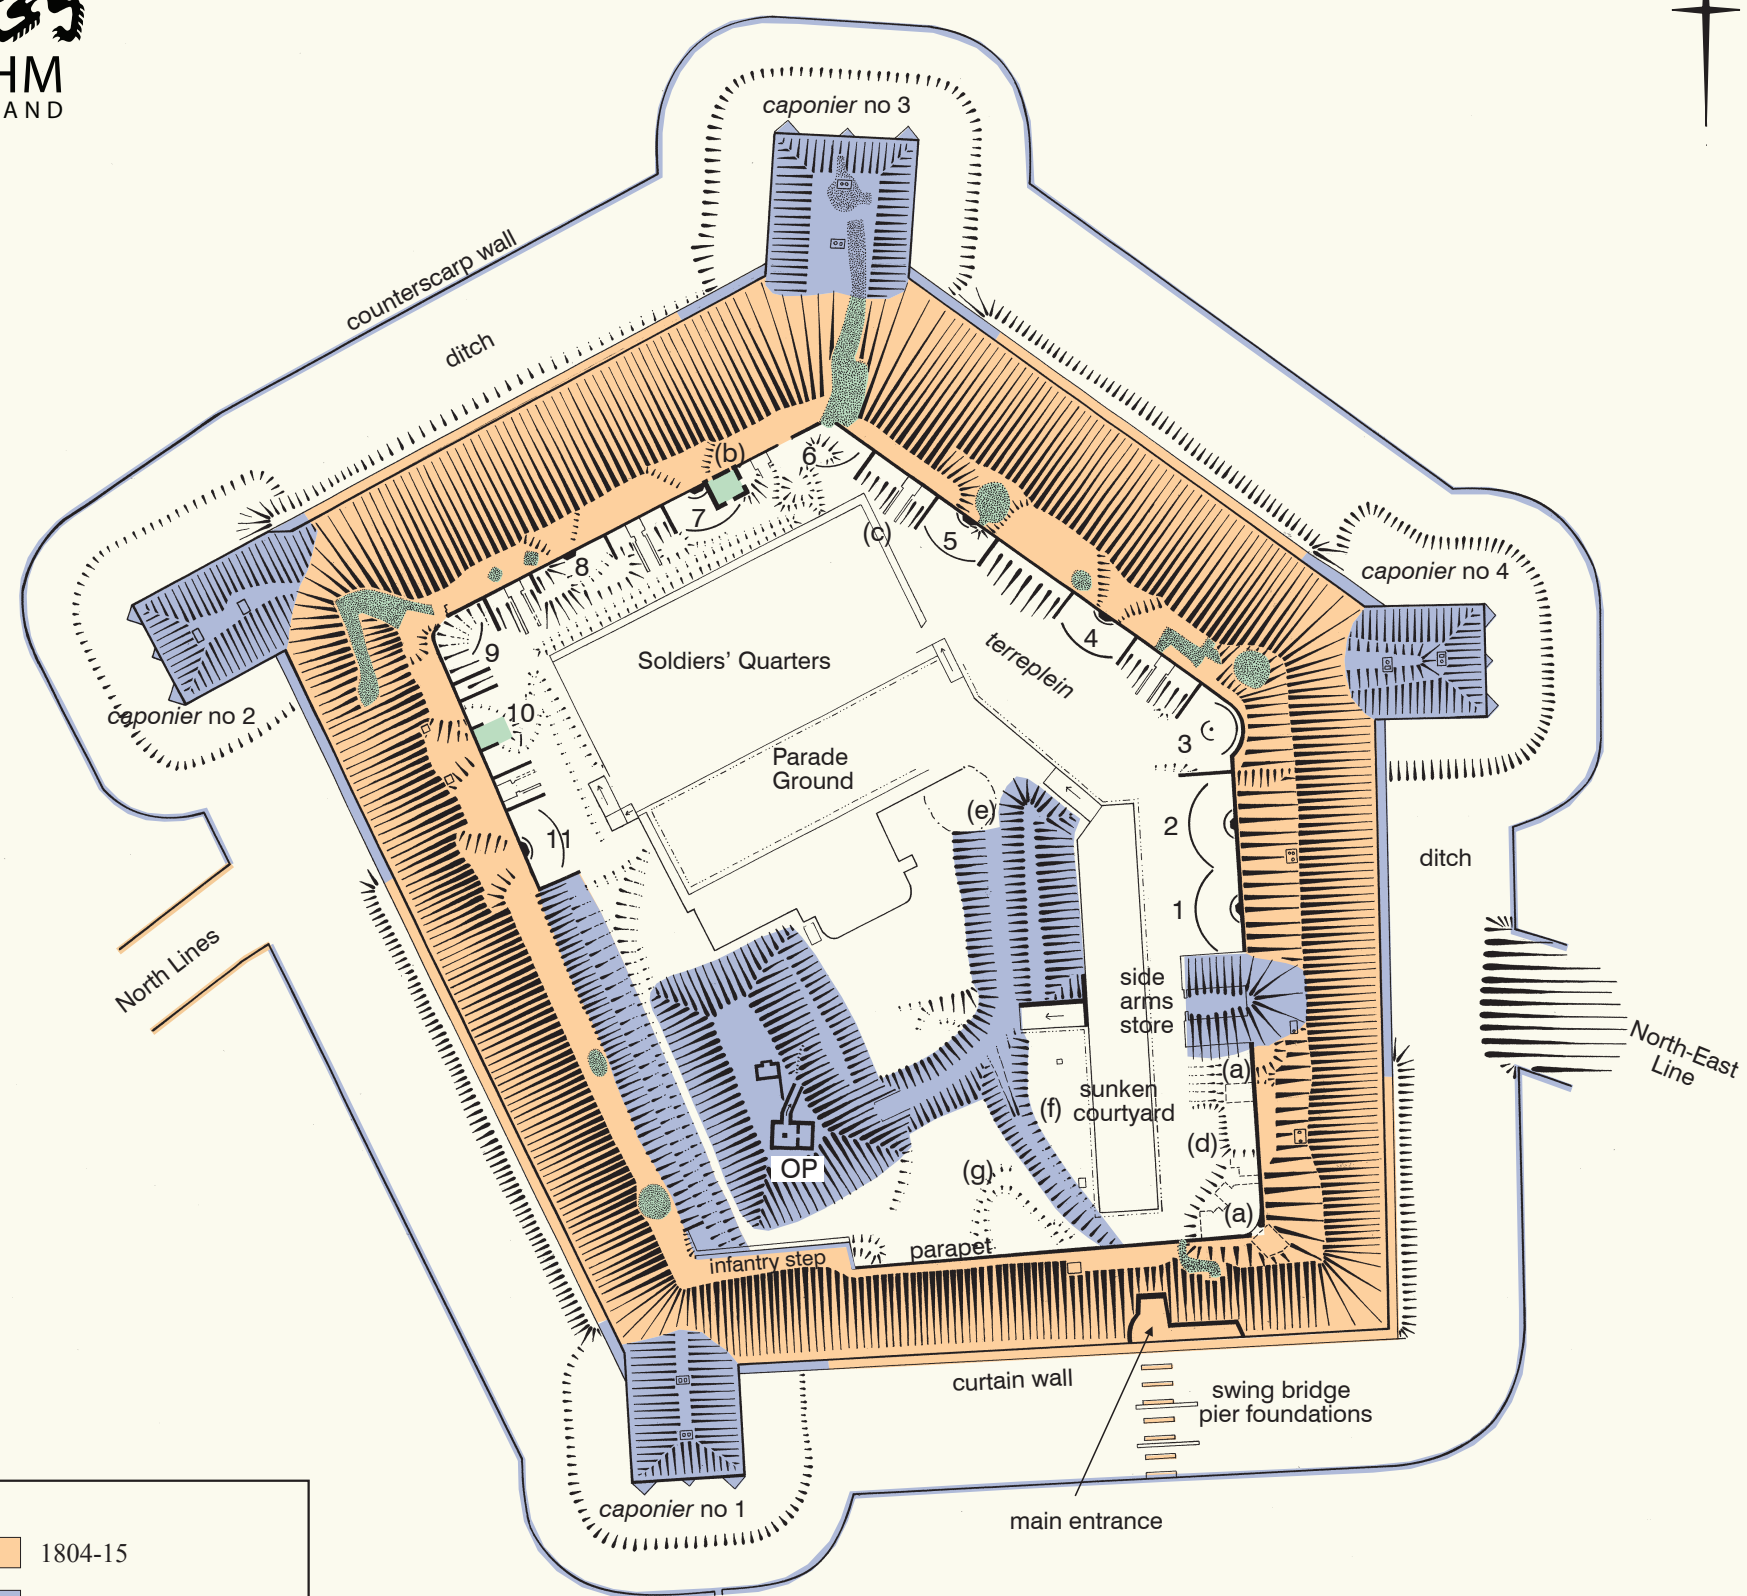 HM
AND
caponier no 3
counterscarp wall
ditch
(b)
6
7
(c)
5
8
caponier no 4
4
9
terreplein
Soldiers' Quarters
caponier no 2
10
3
Parade
Ground
(e)
2
11
ditch
1
North Lines
side
arms
store
North-East
Line
(a)
sunken
courtyard
(f)
(d)
OP
(g)
(a)
parapet
infantry step
curtain wall
swing bridge
pier foundations
caponier no 1
main entrance
1804-15